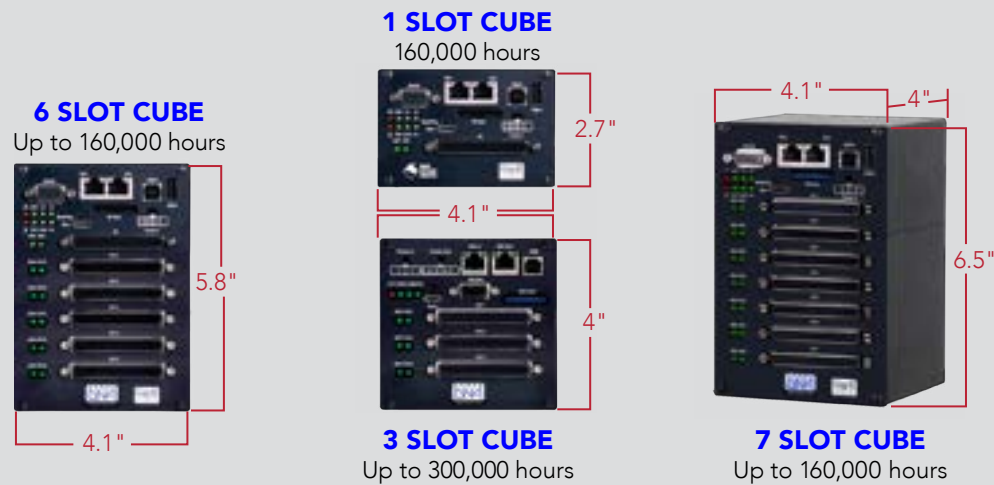 1 SLOT CUBE
160,000 hours
2.7"
4.1"
6 SLOT CUBE
Up to 160,000 hours
5.8"
4.1"
4"
3 SLOT CUBE
Up to 300,000 hours
4.1"
4"
6.5"
7 SLOT CUBE
Up to 160,000 hours